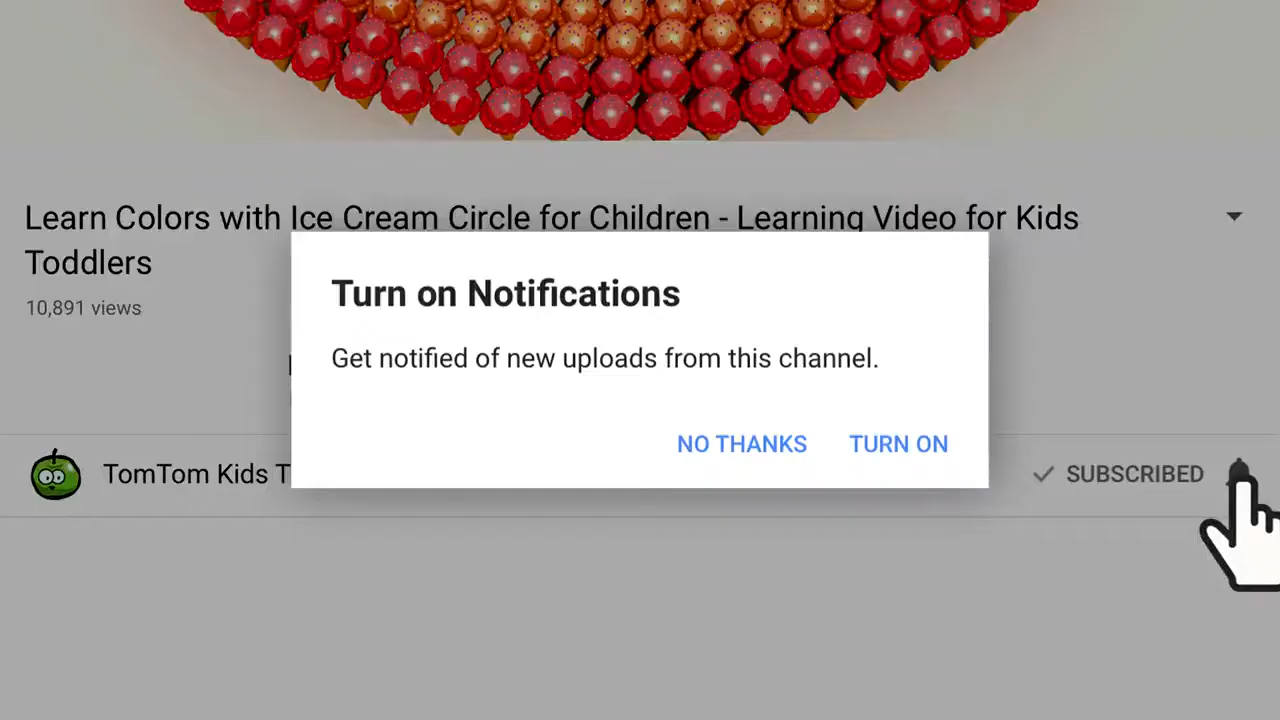 Learn Colors with Ice Cream Circle for Children - Learning Video for Kids
Toddlers
10,891 views
Turn on Notifications
Get notified of new uploads from this channel.
NO THANKS TURN ON
TomTom Kids T
SUBSCRIBED